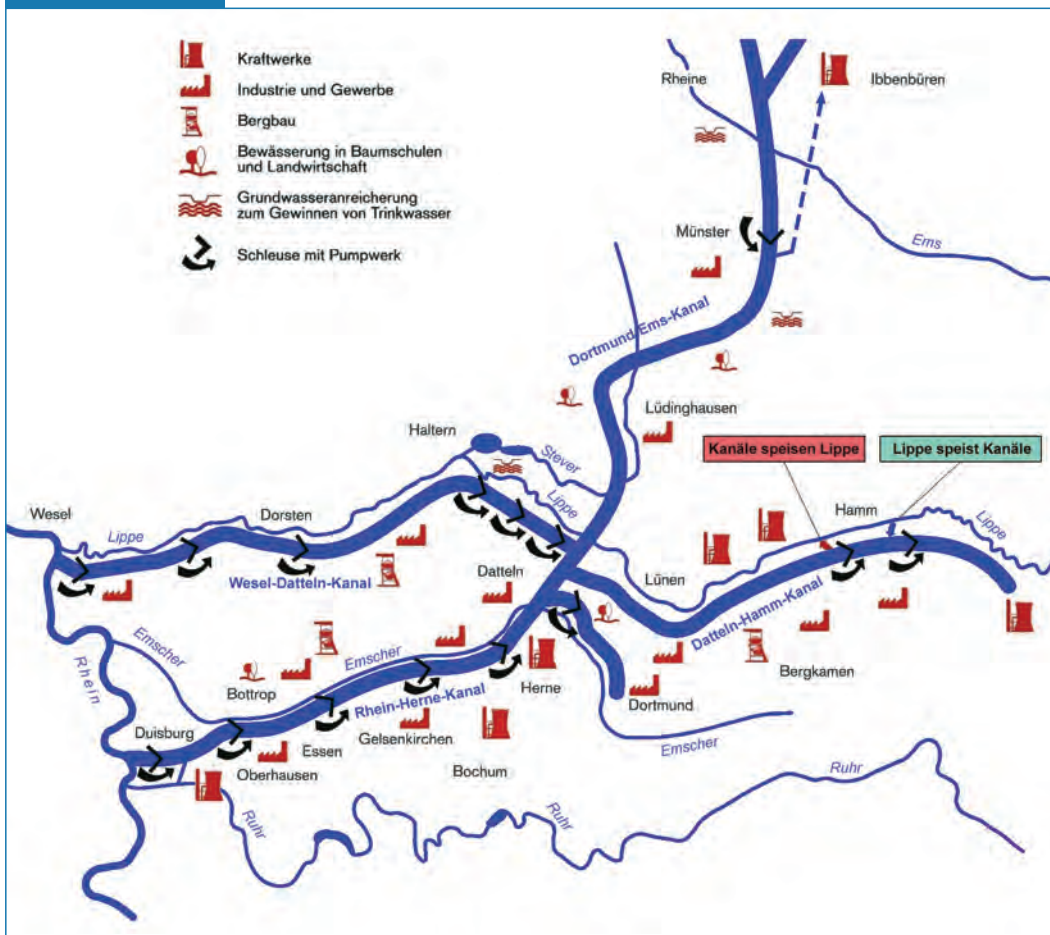 Kraftwerke
Industrie und Gewerbe
Bergbau
Bewässerung in Baumschulen
und Landwirtschaft
Grundwasseranreicherung
zum Gewinnen von Trinkwasser
Schleuse mit Pumpwerk
Rheine
Ibbenbüren
Münster
Ems
Dortmund-Ems-Kanal
Lüdinghausen
Haltern
Stever
Kanäle speisen Lippe
Lippe speist Kanäle
Wesel
Lippe
Dorsten
Lippe
Hamm
Lippe
Wesel-Datteln-Kanal
Datteln
Lünen
Datteln-Hamm-Kanal
Emscher
Emscher
Bergkamen
Rhein
Bottrop
Rhein-Herne-Kanal
Herne
Dortmund
Duisburg
Essen
Gelsenkirchen
Emscher
Oberhausen
Bochum
Ruhr
Ruhr
Ruhr